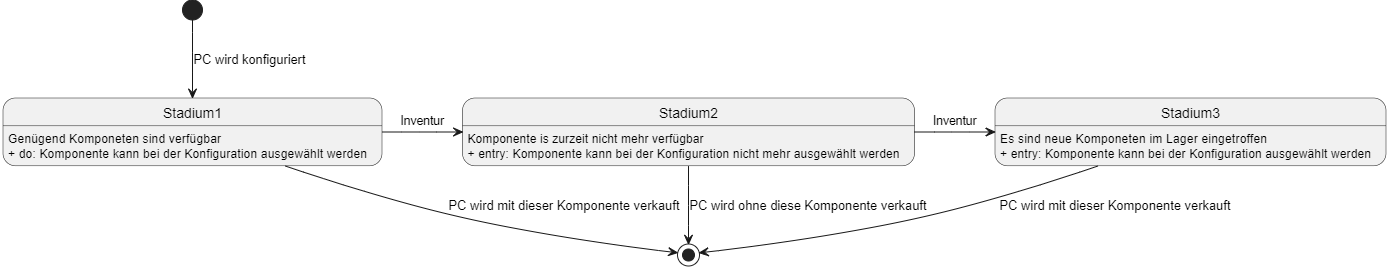 PC wird konfiguriert
Stadium1
Genügend Komponeten sind verfügbar
+ do: Komponente kann bei der Konfiguration ausgewählt werden
Inventur
Stadium2
Komponente is zurzeit nicht mehr verfügbar
+ entry: Komponente kann bei der Konfiguration nicht mehr ausgewählt werden
Inventur
Stadium3
Es sind neue Komponeten im Lager eingetroffen
+ entry: Komponente kann bei der Konfiguration ausgewählt werden
PC wird mit dieser Komponente verkauft
PC wird ohne diese Komponente verkauft
PC wird mit dieser Komponente verkauft